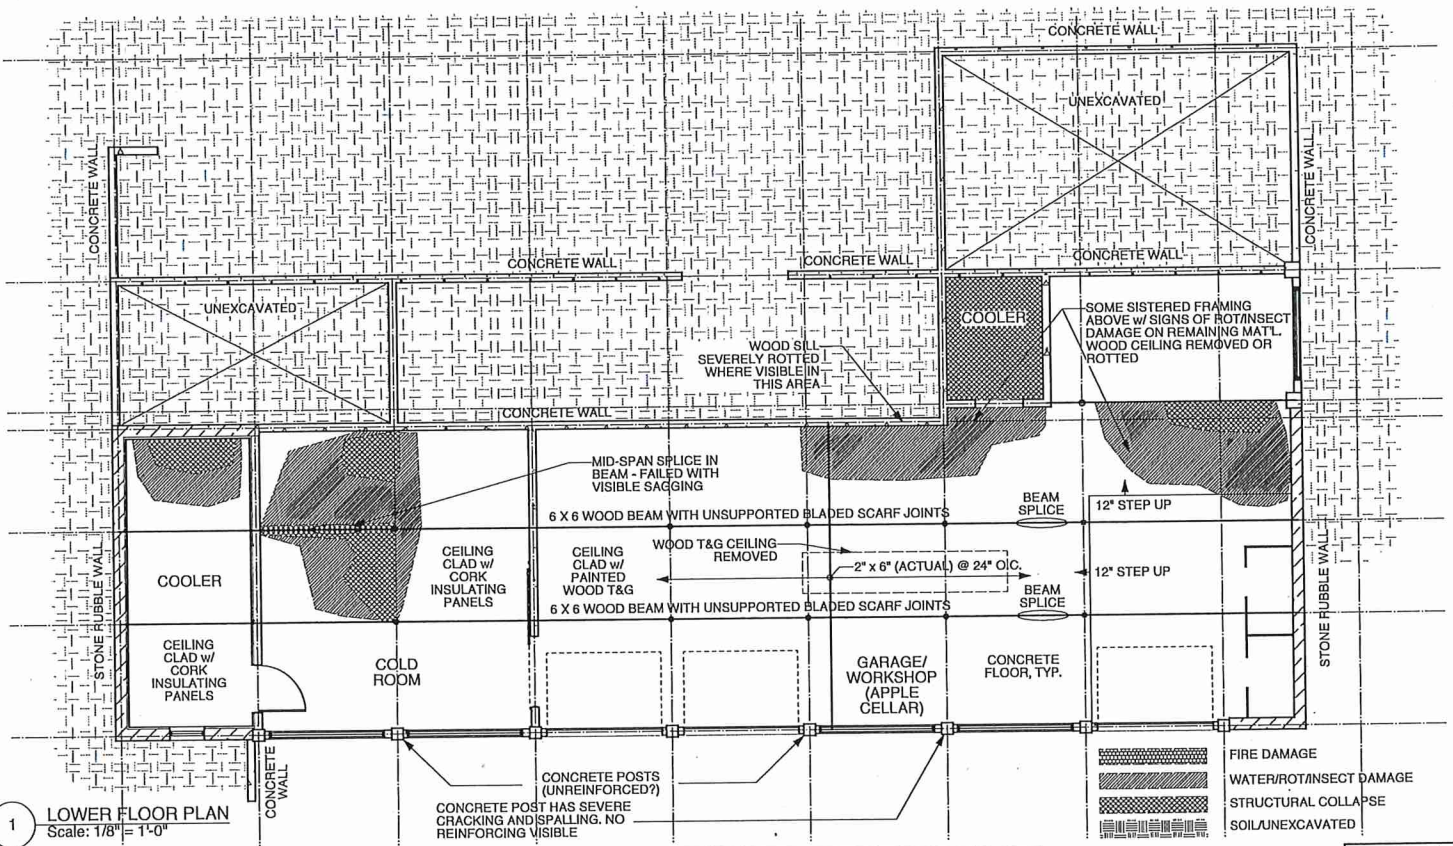 CONCRETE WALL
UNEXCAVATED
CONCRETE WALL
CONCRETE WALL
CONCRETE WALL
CONCRETE WALL
CONCRETE WALL
UNEXCAVATED
COOLER
SOME SISTERED FRAMING
ABOVE w/ SIGNS OF ROT/INSECT
DAMAGE ON REMAINING MAT'L.
WOOD CEILING REMOVED OR
ROTTED
WOOD SILL
SEVERELY ROTTED
WHERE VISIBLE IN
THIS AREA
CONCRETE WALL
MID-SPAN SPLICE IN
BEAM - FAILED WITH
VISIBLE SAGGING
6 X 6 WOOD BEAM WITH UNSUPPORTED BLADED SCARF JOINTS
BEAM
SPLICE
12" STEP UP
STONE RUBBLE WALL
COOLER
CEILING
CLAD w/
CORK
INSULATING
PANELS
CEILING
CLAD w/
PAINTED
WOOD T&G
WOOD T&G CEILING
REMOVED
2" x 6" (ACTUAL) @ 24" O.C.
12" STEP UP
STONE RUBBLE WALL
6 X 6 WOOD BEAM WITH UNSUPPORTED BLADED SCARF JOINTS
BEAM
SPLICE
CEILING
CLAD w/
CORK
INSULATING
PANELS
COLD
ROOM
GARAGE/
WORKSHOP
(APPLE
CELLAR)
CONCRETE
FLOOR, TYP.
CONCRETE
WALL
CONCRETE POSTS
(UNREINFORCED?)
CONCRETE POST HAS SEVERE
CRACKING AND SPALLING. NO
REINFORCING VISIBLE
FIRE DAMAGE
WATER/ROT/INSECT DAMAGE
STRUCTURAL COLLAPSE
SOIL/UNEXCAVATED
1
LOWER FLOOR PLAN
Scale: 1/8" = 1'-0"